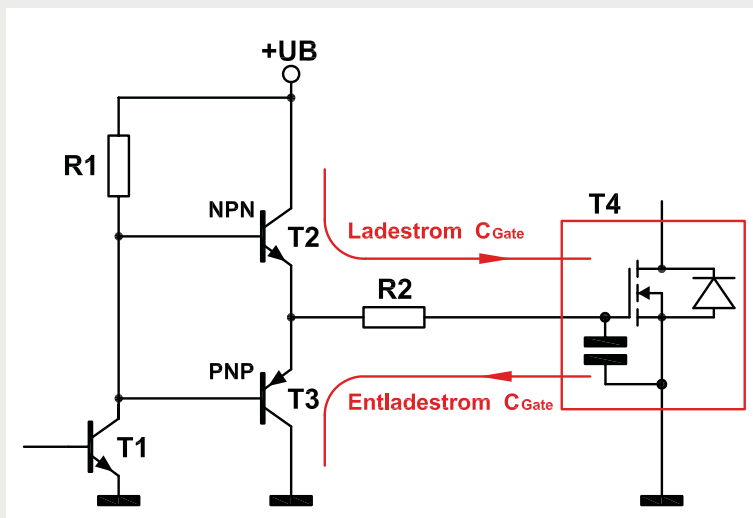 +UB
R1
NPN
T2
Ladestrom CGate
T4
R2
PNP
T3
Entladestrom CGate
T1